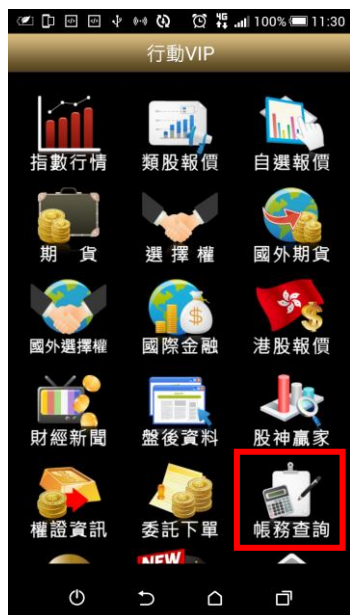 4G 100% 11:30
行動VIP
指數行情 類股報價 自選報價
期 貨 選 擇 權 國外期貨
國外選擇權 國際金融 港股報價
財經新聞 盤後資料 股神贏家
權證資訊 委託下單 帳務查詢
NEW